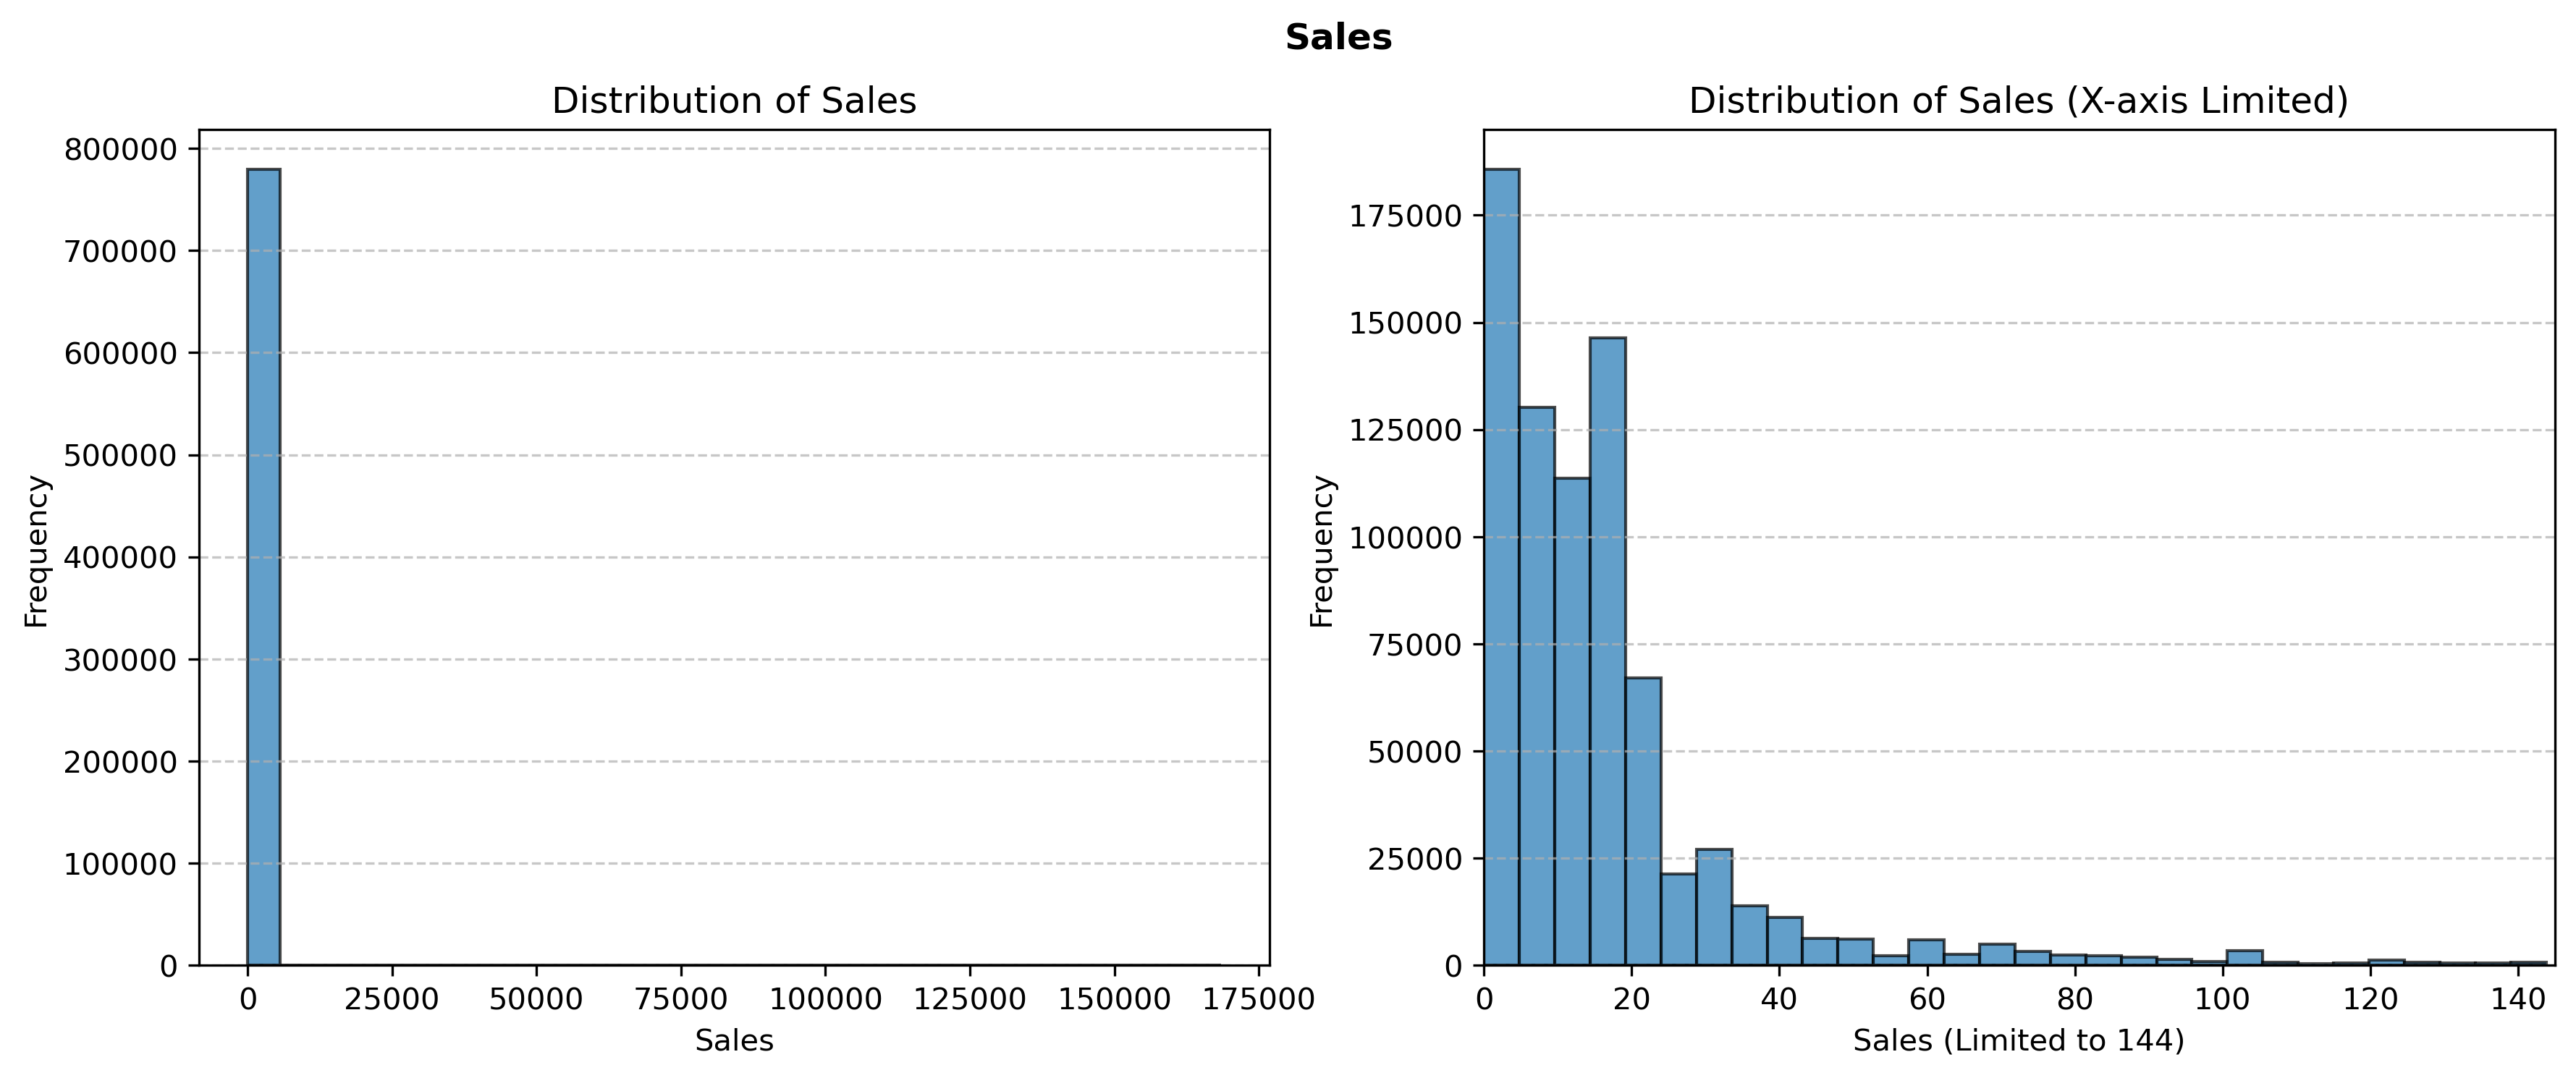 Sales
Distribution of Sales
800000
700000
600000
500000
400000
300000
200000
100000
0
Frequency
0 25000 50000 75000 100000 125000 150000 175000
Sales
Distribution of Sales (X-axis Limited)
175000
150000
125000
100000
75000
50000
25000
0
Frequency
0 20 40 60 80 100 120 140
Sales (Limited to 144)